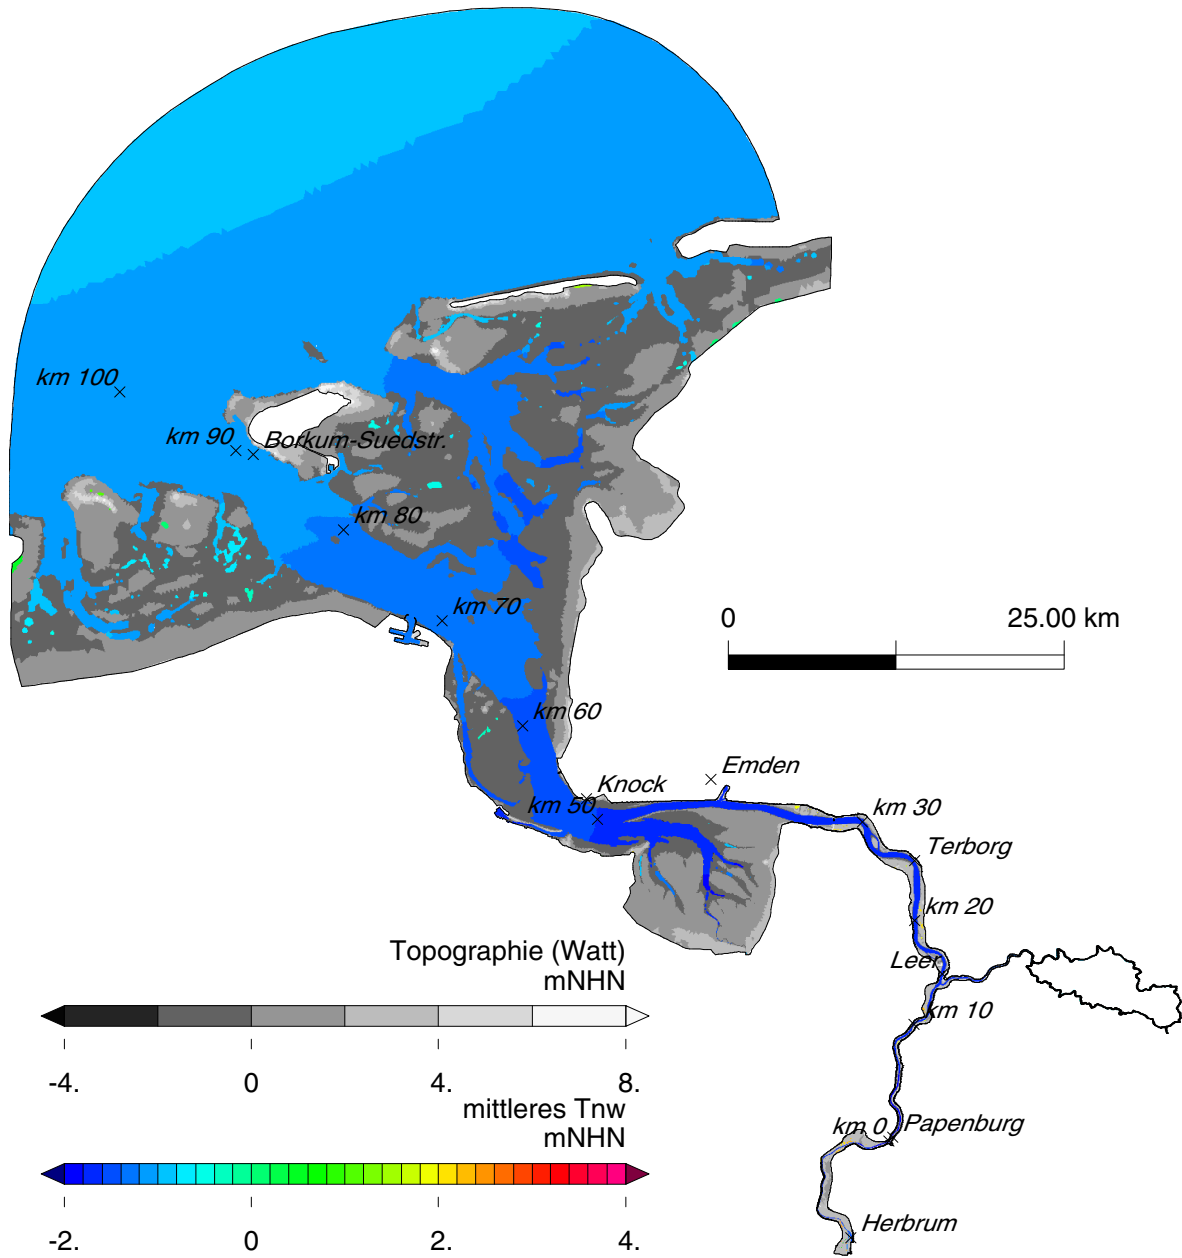 km 100
km 90
Borkum-Suedstr.
km 80
km 70
0 25.00 km
km 60
Emden
Knock
km 50
km 30
Terborg
km 20
Leer
km 10
km 0
Papenburg
Herbrum
Topographie (Watt)
mNHN
-4. 0 4. 8.
mittleres Tnw
mNHN
-2. 0 2. 4.